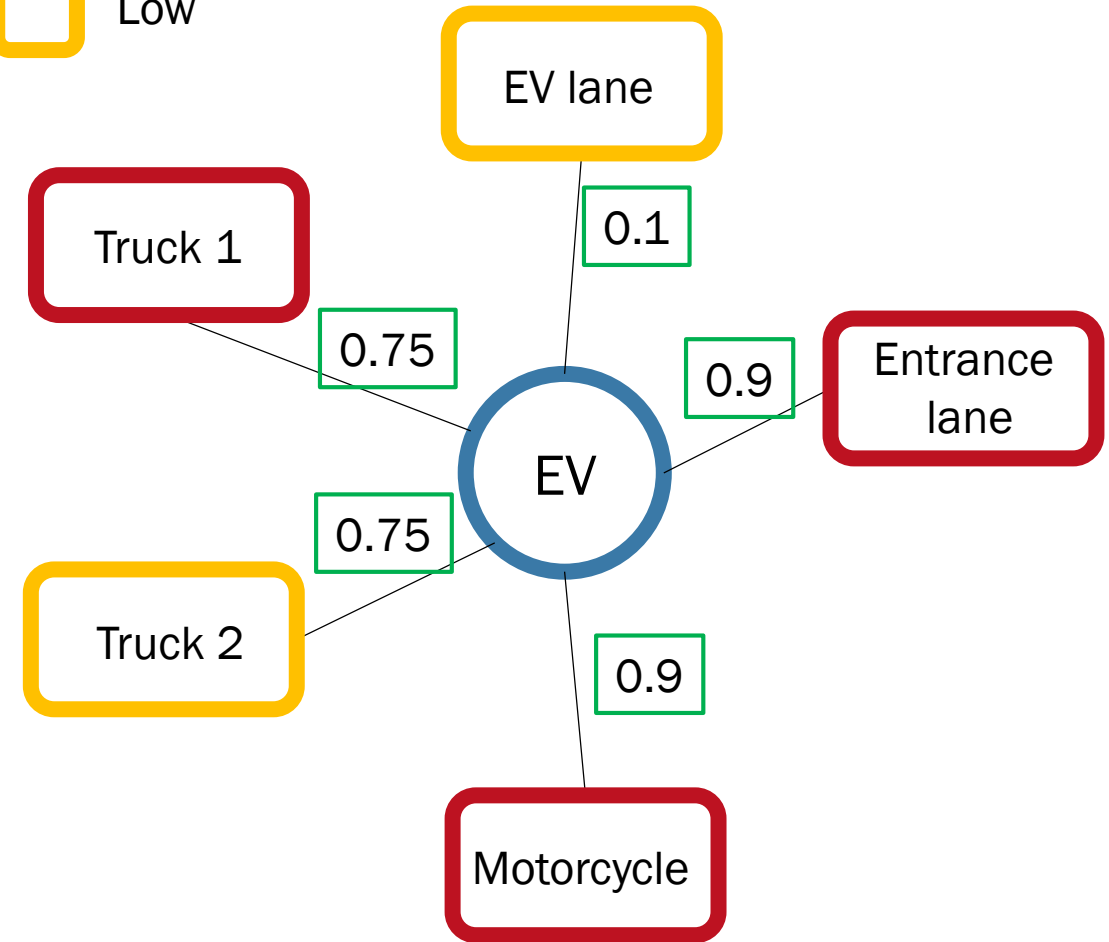 Low
EV lane
0.1
Truck 1
0.75
Entrance
lane
0.9
EV
0.75
Truck 2
0.9
Motorcycle